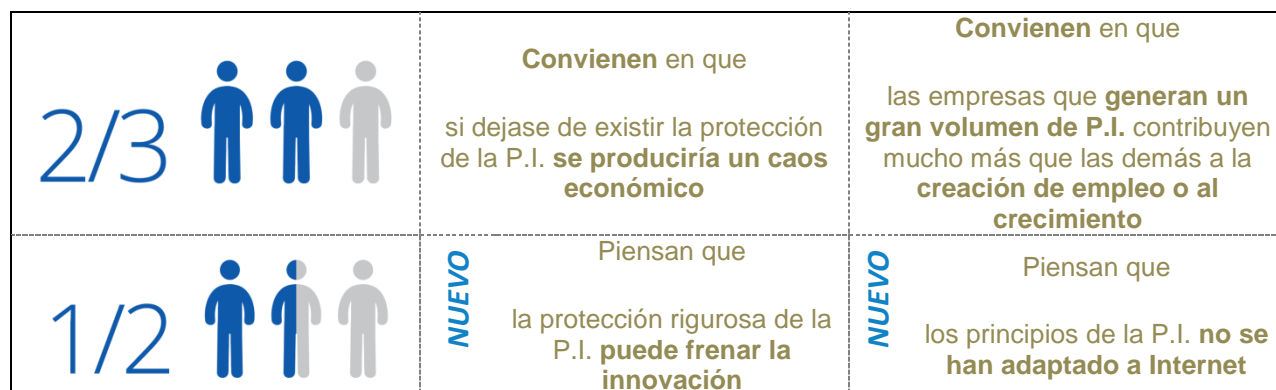 2/3
Convienen en que
si dejase de existir la protección
de la P.I. se produciría un caos
económico
Convienen en que
las empresas que generan un
gran volumen de P.I. contribuyen
mucho más que las demás a la
creación de empleo o al
crecimiento
1/2
NUEVO
Piensan que
la protección rigurosa de la
P.I. puede frenar la
innovación
NUEVO
Piensan que
los principios de la P.I. no se
han adaptado a Internet